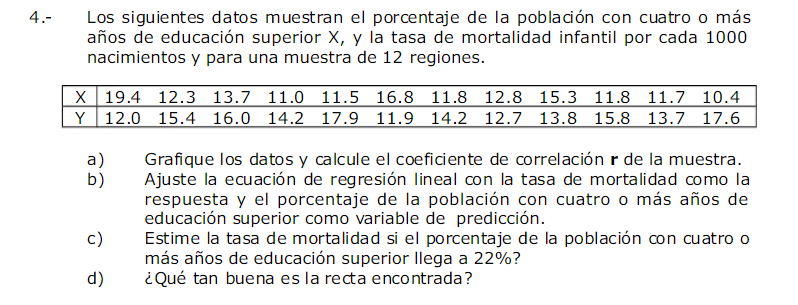 4.- Los siguientes datos muestran el porcentaje de la población con cuatro o más
años de educación superior X, y la tasa de mortalidad infantil por cada 1000
nacimientos y para una muestra de 12 regiones.
X 19.4 12.3 13.7 11.0 11.5 16.8 11.8 12.8 15.3 11.8 11.7 10.4
Y 12.0 15.4 16.0 14.2 17.9 11.9 14.2 12.7 13.8 15.8 13.7 17.6
a) Grafique los datos y calcule el coeficiente de correlación r de la muestra.
b) Ajuste la ecuación de regresión lineal con la tasa de mortalidad como la
respuesta y el porcentaje de la población con cuatro o más años de
educación superior como variable de predicción.
c) Estime la tasa de mortalidad si el porcentaje de la población con cuatro o
más años de educación superior llega a 22%?
d) ¿Qué tan buena es la recta encontrada?